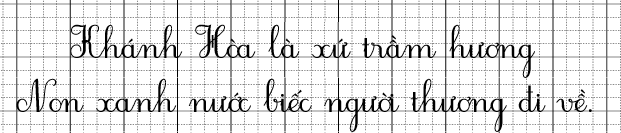 Khánh Hòa là xứ trầm hương
Non xanh nước biếc người thương đi về.